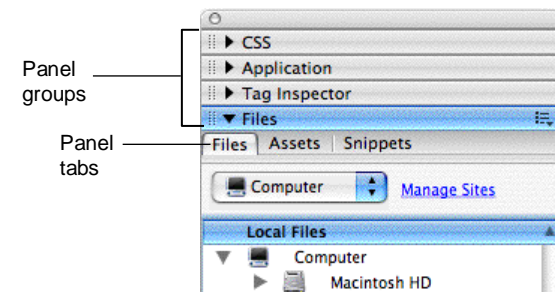 CSS
Application
Tag Inspector
Files
Panel
groups
Panel
tabs
Files Assets Snippets
Computer Manage Sites
Local Files
Computer
Macintosh HD